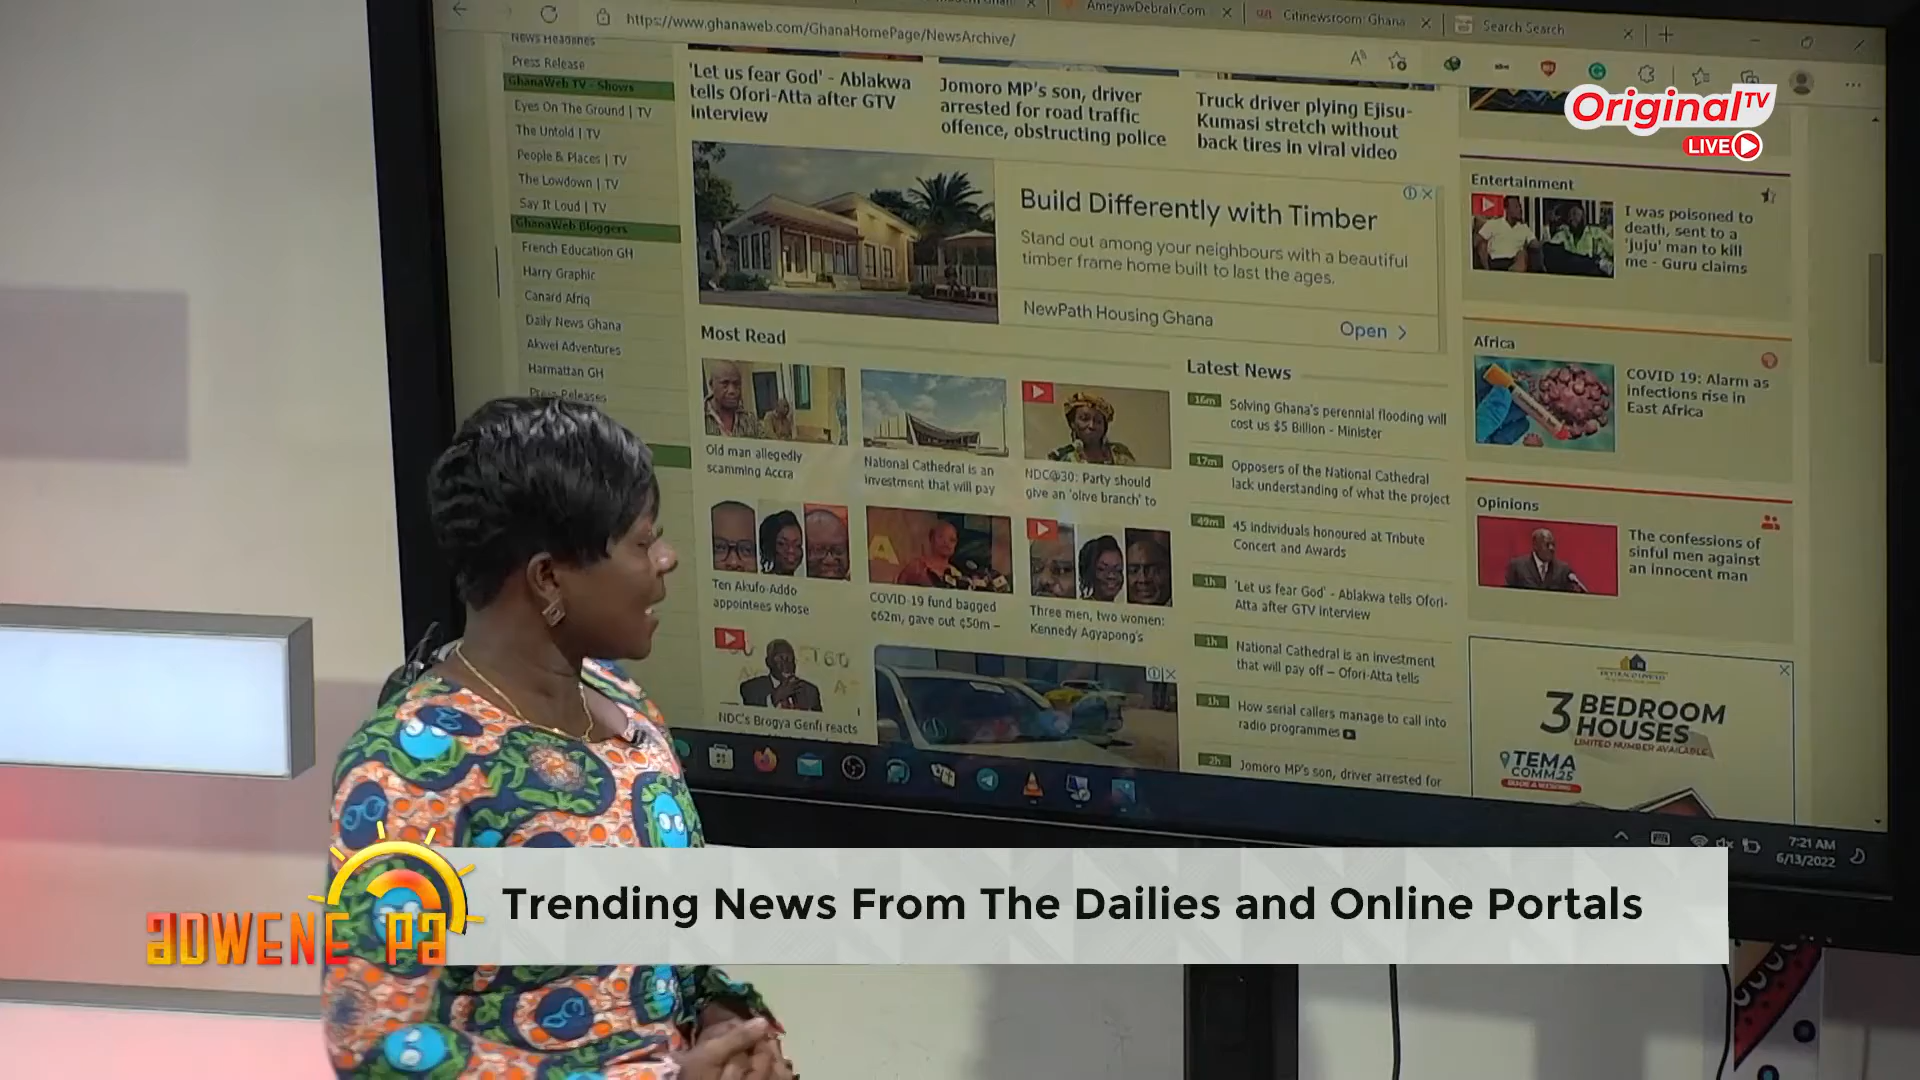 AmeyawDebrah.Com
Citinewsroom: Ghana
Search Search
https://www.ghanaweb.com/GhanaHomePage/NewsArchive/
Original TV
LIVE
News Headlines
Press Release
GhanaWeb TV - Shows
Eyes On The Ground | TV
The Untold | TV
People & Places | TV
The Lowdown | TV
Say It Loud | TV
GhanaWeb Bloggers
French Education GH
Harry Graphic
Canard Afriq
Daily News Ghana
Akwei Adventures
Harmattan GH
Press Releases
'Let us fear God' - Ablakwa
tells Ofori-Atta after GTV
interview
Jomoro MP's son, driver
arrested for road traffic
offence, obstructing police
Truck driver plying Ejisu-
Kumasi stretch without
back tires in viral video
Build Differently with Timber
Stand out among your neighbours with a beautiful
timber frame home built to last the ages.
NewPath Housing Ghana
Open
Most Read
Old man allegedly
scamming Accra
National Cathedral is an
investment that will pay
NDC@30: Party should
give an 'olive branch' to
Ten Akufo-Addo
appointees whose
COVID-19 fund bagged
¢62m, gave out ¢50m –
Three men, two women:
Kennedy Agyapong's
NDC's Brogya Genfi reacts
Latest News
16m
Solving Ghana's perennial flooding will
cost us $5 Billion - Minister
17m
Opposers of the National Cathedral
lack understanding of what the project
49m
45 individuals honoured at Tribute
Concert and Awards
1h
'Let us fear God' - Ablakwa tells Ofori-
Atta after GTV interview
1h
National Cathedral is an investment
that will pay off – Ofori-Atta tells
1h
How serial callers manage to call into
radio programmes
2h
Jomoro MP's son, driver arrested for
Entertainment
I was poisoned to
death, sent to a
'juju' man to kill
me - Guru claims
Africa
COVID 19: Alarm as
infections rise in
East Africa
Opinions
The confessions of
sinful men against
an innocent man
3 BEDROOM
HOUSES
LIMITED NUMBER AVAILABLE
TEMA
COMM.25
7:21 AM
6/13/2022
ADWENE PA
Trending News From The Dailies and Online Portals